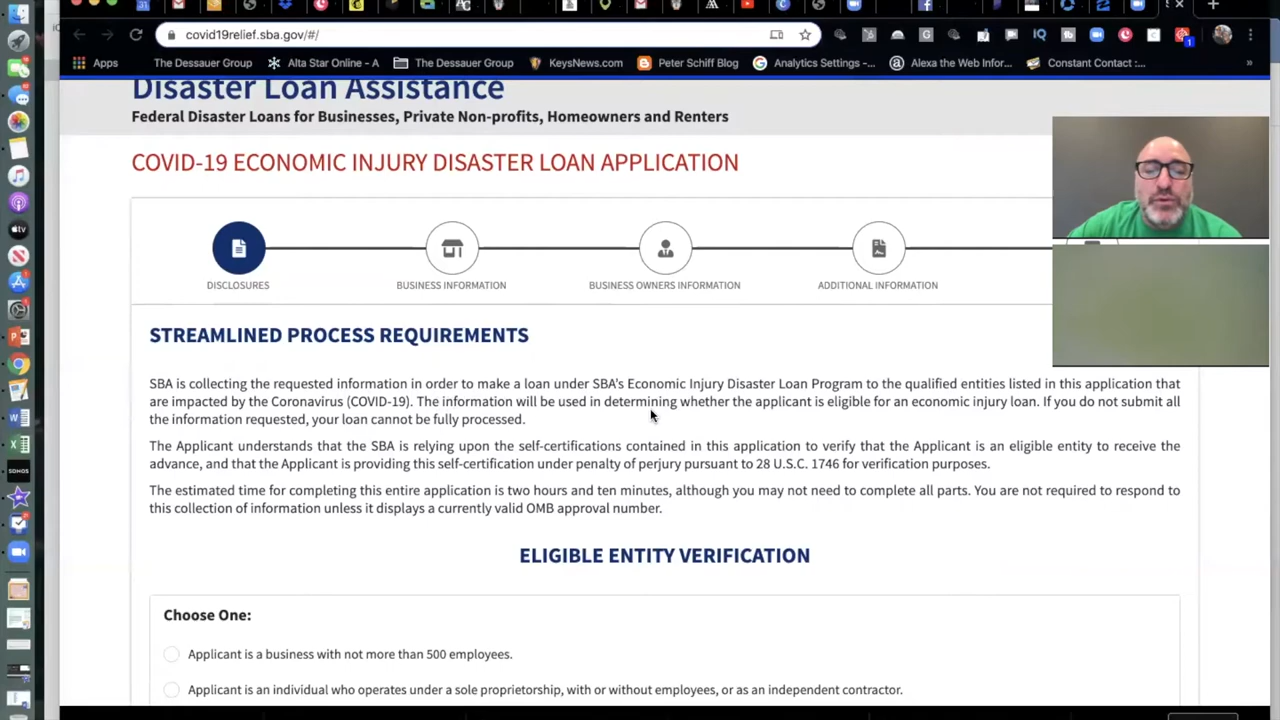 covid19relief.sba.gov/#/
Apps
The Dessauer Group
Alta Star Online - A
The Dessauer Group
KeysNews.com
Peter Schiff Blog
Analytics Settings -...
Alexa the Web Infor...
Constant Contact :...
»
Disaster Loan Assistance
Federal Disaster Loans for Businesses, Private Non-profits, Homeowners and Renters
COVID-19 ECONOMIC INJURY DISASTER LOAN APPLICATION
DISCLOSURES
BUSINESS INFORMATION
BUSINESS OWNERS INFORMATION
ADDITIONAL INFORMATION
STREAMLINED PROCESS REQUIREMENTS
SBA is collecting the requested information in order to make a loan under SBA's Economic Injury Disaster Loan Program to the qualified entities listed in this application that
are impacted by the Coronavirus (COVID-19). The information will be used in determining whether the applicant is eligible for an economic injury loan. If you do not submit all
the information requested, your loan cannot be fully processed.
The Applicant understands that the SBA is relying upon the self-certifications contained in this application to verify that the Applicant is an eligible entity to receive the
advance, and that the Applicant is providing this self-certification under penalty of perjury pursuant to 28 U.S.C. 1746 for verification purposes.
The estimated time for completing this entire application is two hours and ten minutes, although you may not need to complete all parts. You are not required to respond to
this collection of information unless it displays a currently valid OMB approval number.
ELIGIBLE ENTITY VERIFICATION
Choose One:
Applicant is a business with not more than 500 employees.
Applicant is an individual who operates under a sole proprietorship, with or without employees, or as an independent contractor.